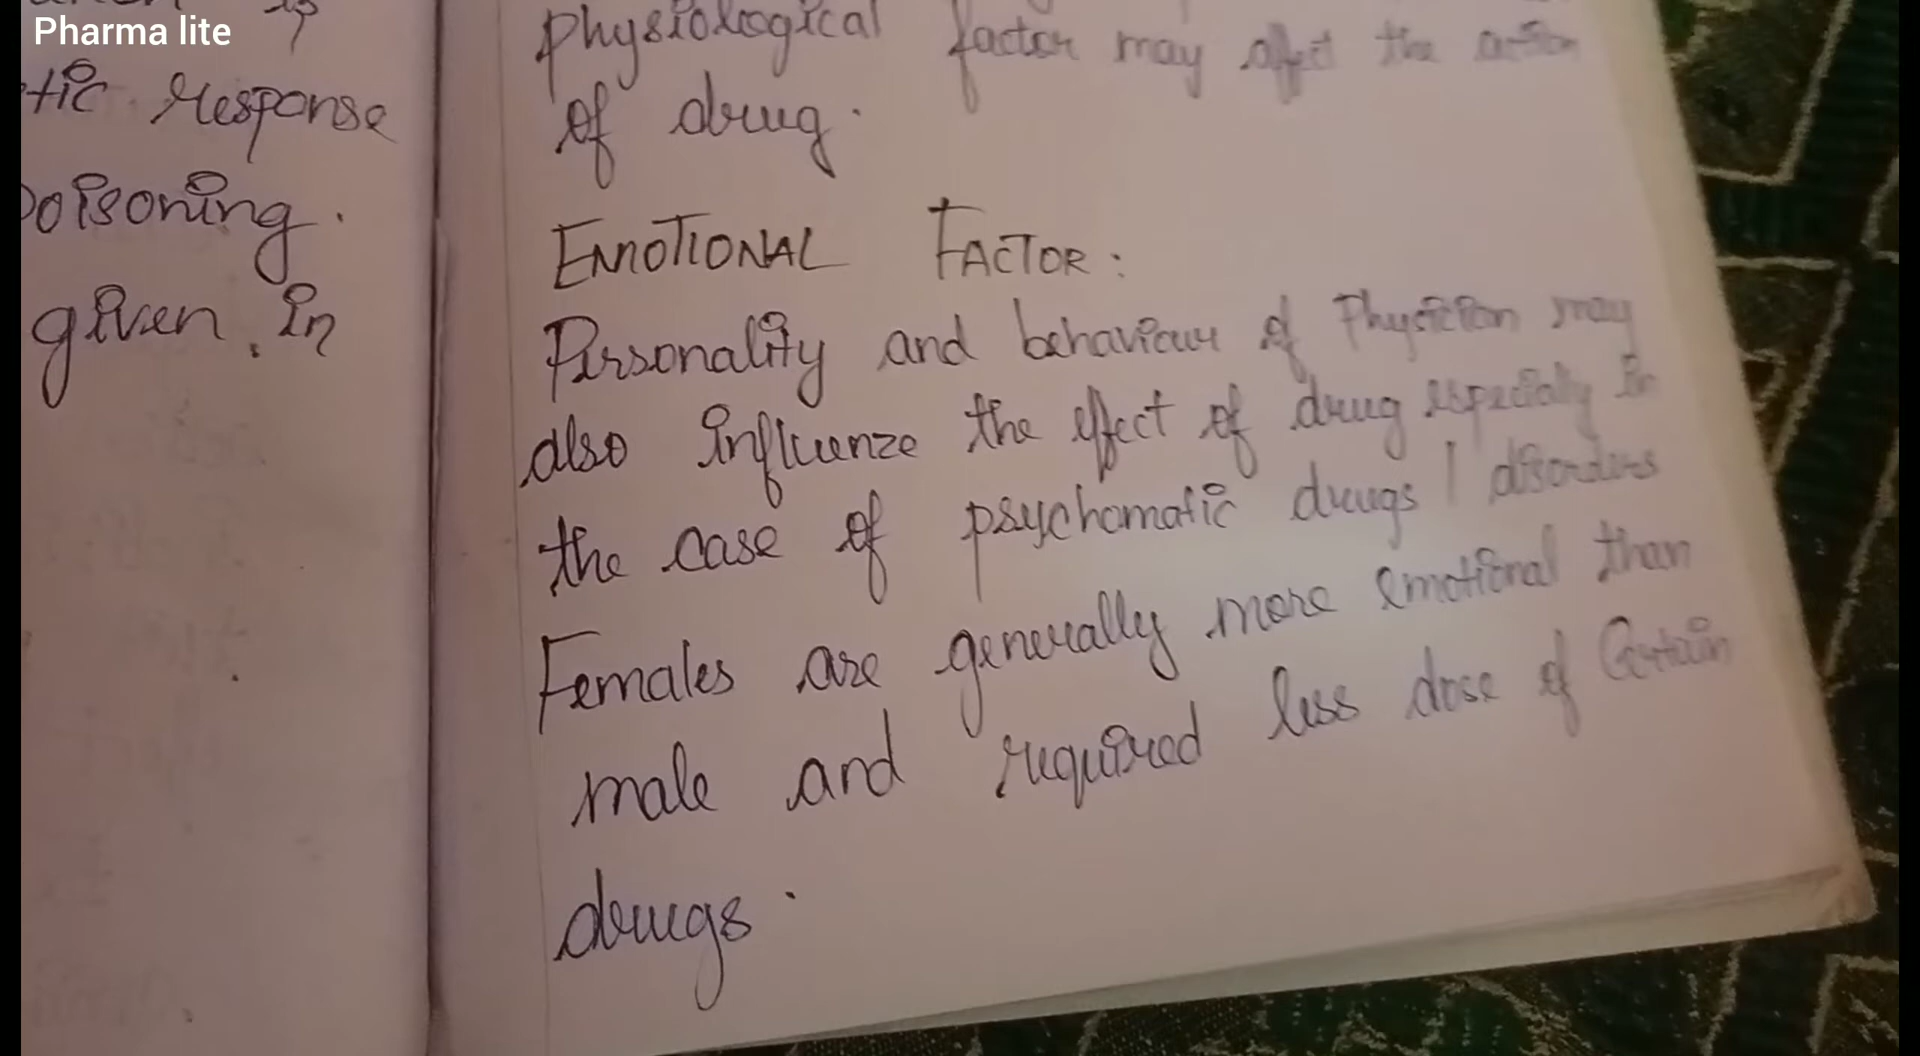 Pharma lite
tic response
poisoning.
given in
physiological factor may affect the action
of drug.
EMOTIONAL FACTOR:
Personality and behaviour of Physician may
also influenze the effect of drug especially in
the case of psychomatic drugs / disorders
Females are generally more emotional than
male and required less dose of Certain
drugs.